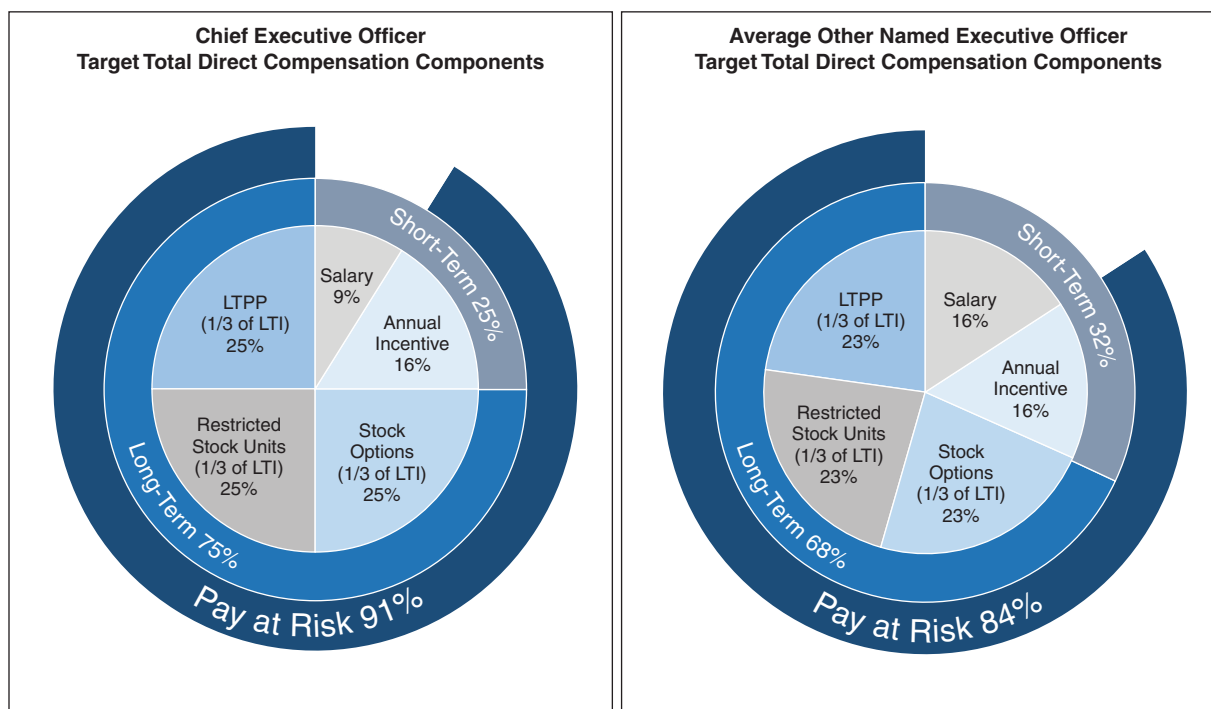 Chief Executive Officer
Target Total Direct Compensation Components
Short-Term 25%
Salary
9%
LTPP
(1/3 of LTI)
25%
Annual
Incentive
16%
Restricted
Stock Units
(1/3 of LTI)
25%
Stock
Options
(1/3 of LTI)
25%
Long-Term 75%
Pay at Risk 91%
Average Other Named Executive Officer
Target Total Direct Compensation Components
Short-Term 32%
LTPP
(1/3 of LTI)
23%
Salary
16%
Annual
Incentive
16%
Restricted
Stock Units
(1/3 of LTI)
23%
Stock
Options
(1/3 of LTI)
23%
Long-Term 68%
Pay at Risk 84%